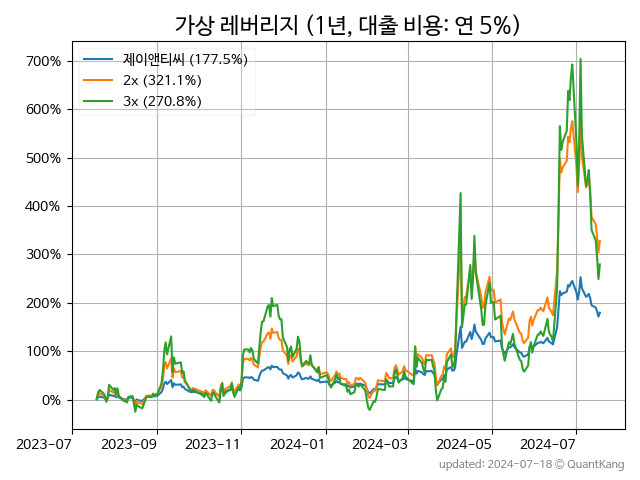 가상 레버리지 (1년, 대출 비용: 연 5%)
제이앤티씨 (177.5%)
2x (321.1%)
3x (270.8%)
700%
600%
500%
400%
300%
200%
100%
0%
2023-07 2023-09 2023-11 2024-01 2024-03 2024-05 2024-07
updated: 2024-07-18 © QuantKang